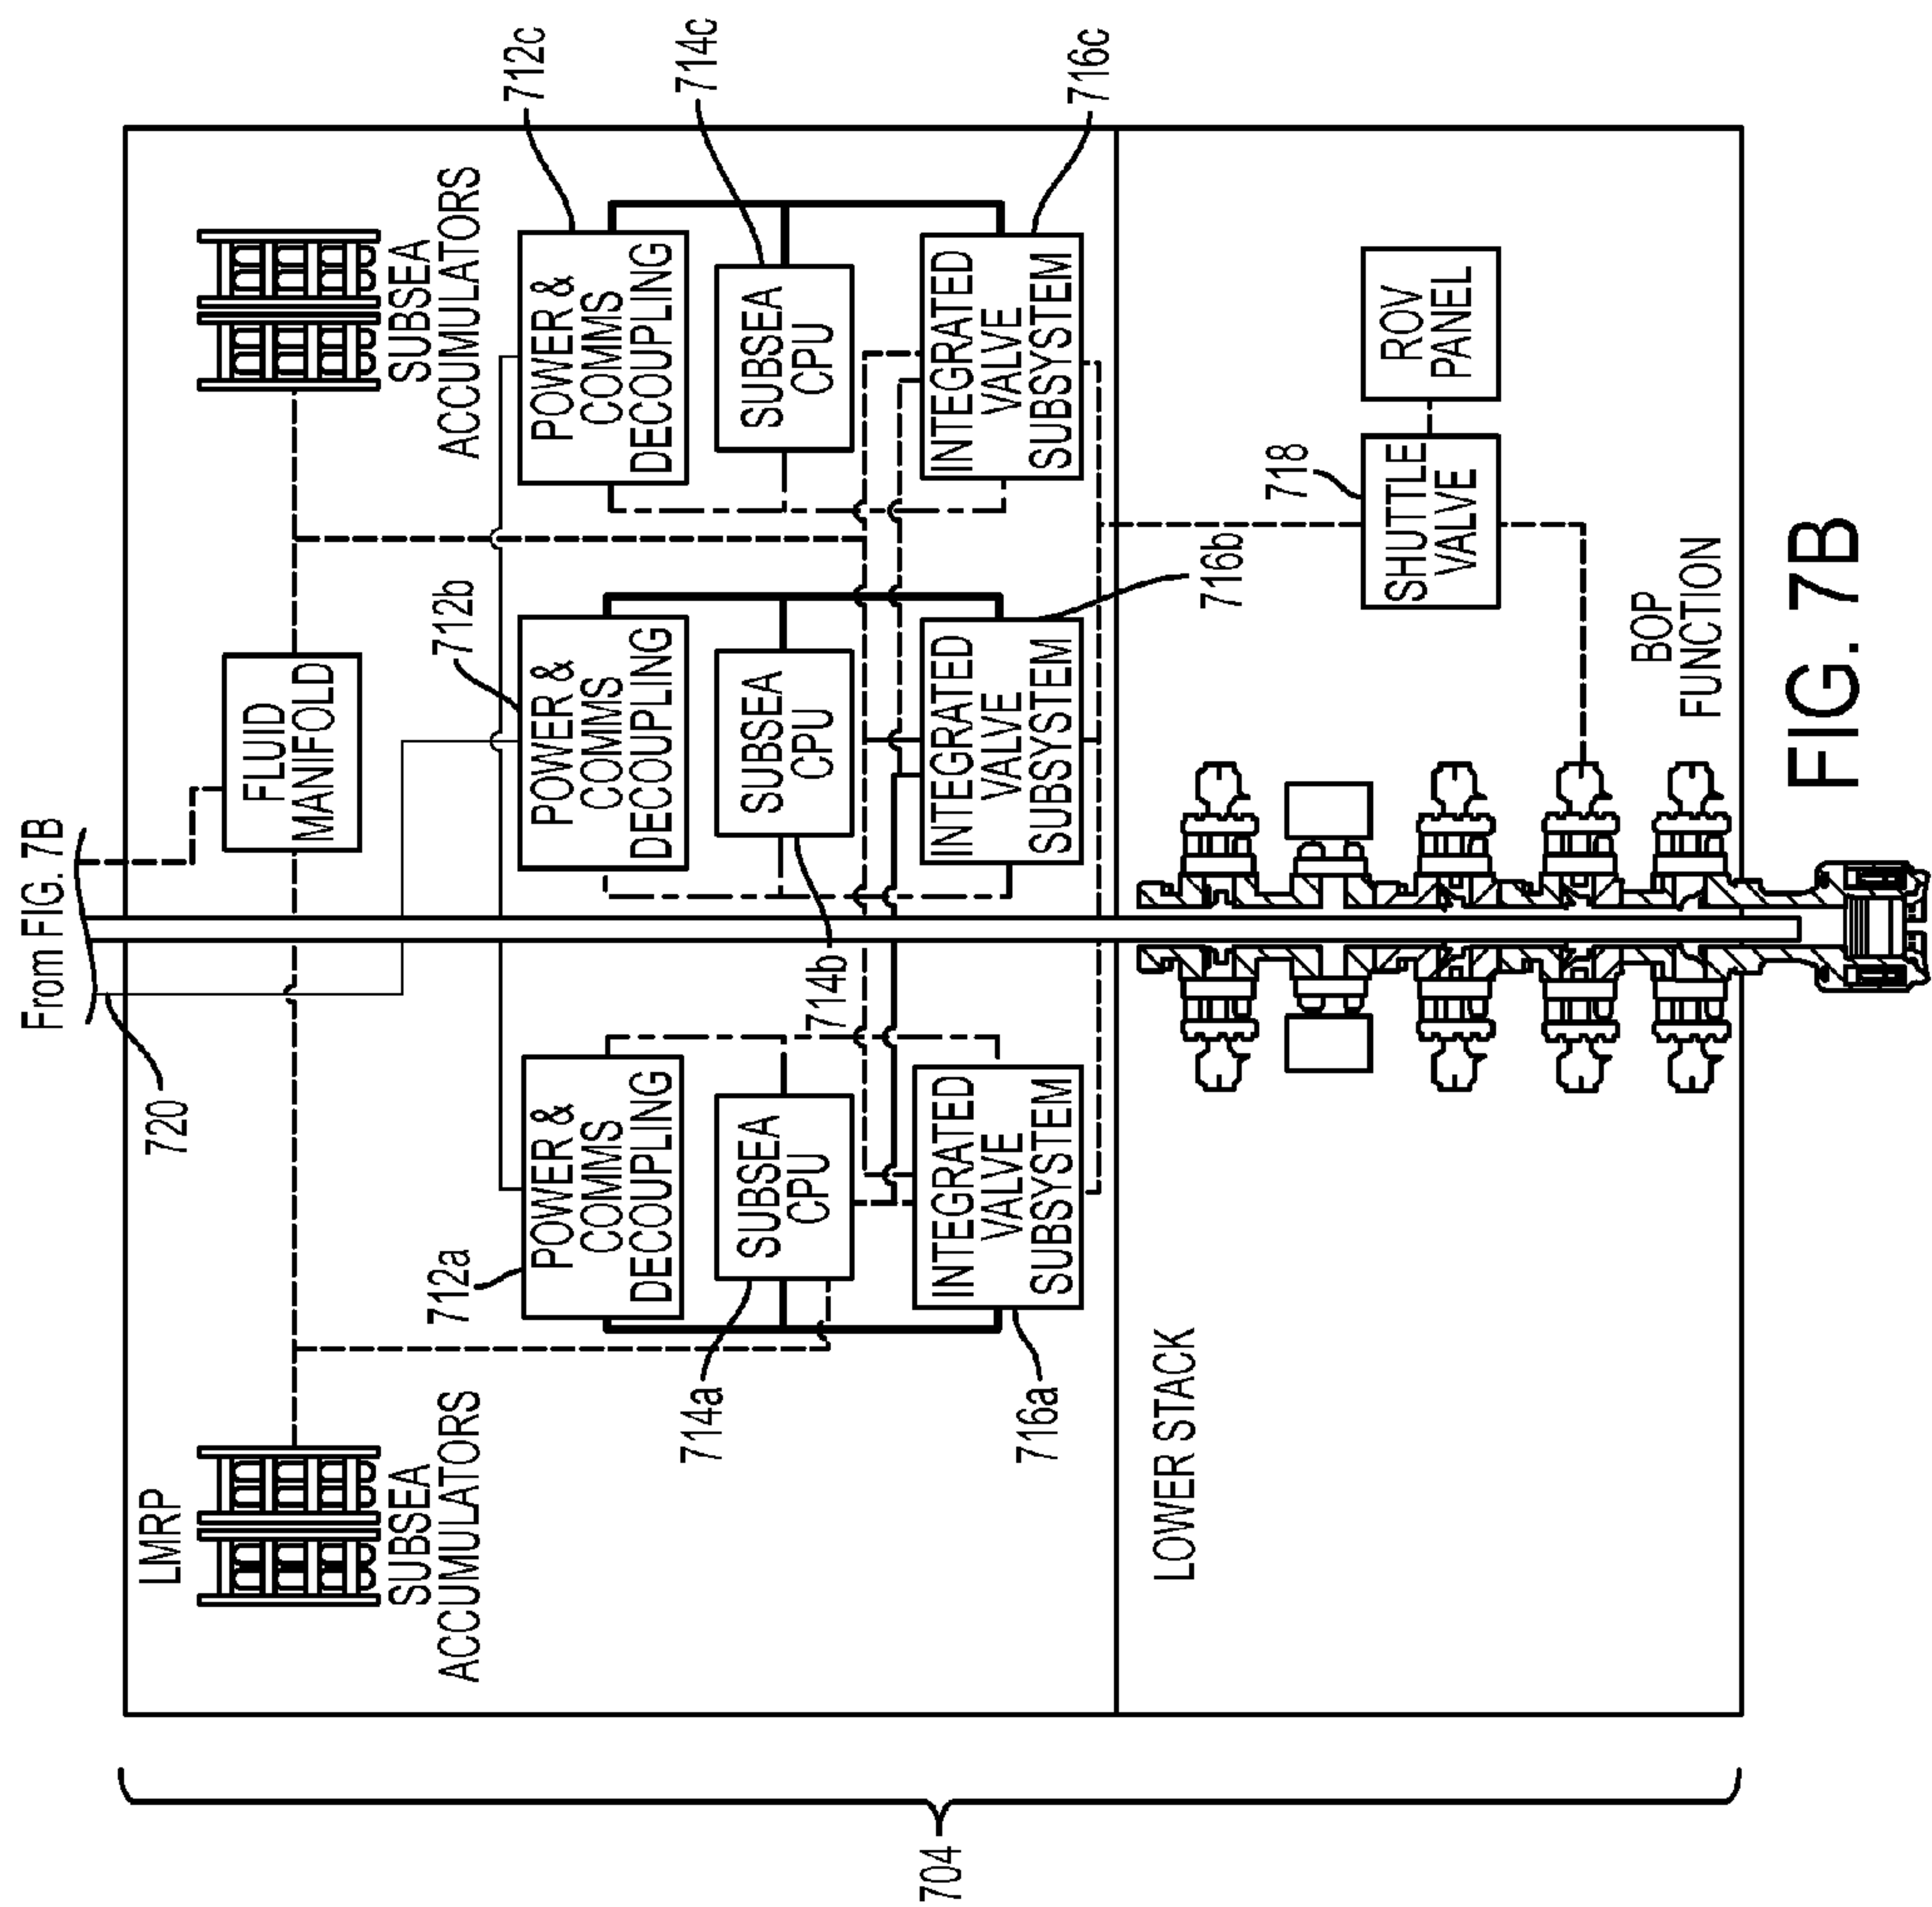 From FIG. 7B
720
LMRP
SUBSEA
ACCUMULATORS
FLUID
MANIFOLD
SUBSEA
ACCUMULATORS
712a
POWER &
COMMS
DECOUPLING
712b
POWER &
COMMS
DECOUPLING
712c
POWER &
COMMS
DECOUPLING
714a
SUBSEA
CPU
714b
SUBSEA
CPU
714c
SUBSEA
CPU
716a
INTEGRATED
VALVE
SUBSYSTEM
716b
INTEGRATED
VALVE
SUBSYSTEM
716c
INTEGRATED
VALVE
SUBSYSTEM
704
LOWER STACK
718
SHUTTLE
VALVE
ROV
PANEL
BOP
FUNCTION
FIG. 7B